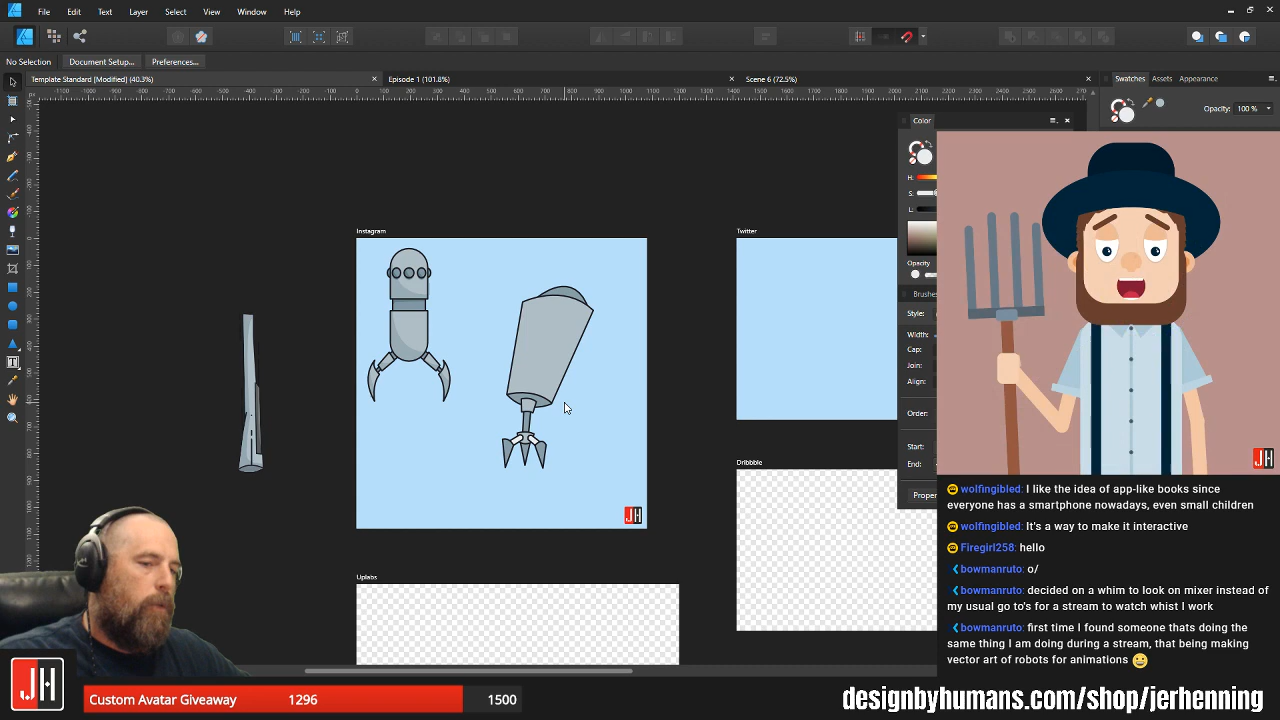 File Edit Text Layer Select View Window Help
No Selection Document Setup... Preferences...
Template Standard [Modified] (40.3%) Episode 1 (101.8%) Scene 6 (72.5%)
Swatches Assets Appearance
Opacity: 100 %
Color
H:
S:
L:
Opacity
Brushes
Style:
Width:
Cap:
Join:
Align:
Order:
Start:
End:
Proper
Instagram
Twitter
Dribbble
Uplabs
JH
JH
wolfingibled: I like the idea of app-like books since
everyone has a smartphone nowadays, even small children
wolfingibled: It's a way to make it interactive
Firegirl258: hello
bowmanruto: o/
bowmanruto: decided on a whim to look on mixer instead of
my usual go to's for a stream to watch whist I work
bowmanruto: first time I found someone thats doing the
same thing I am doing during a stream, that being making
vector art of robots for animations
JH
Custom Avatar Giveaway 1296 1500
designbyhumans.com/shop/jerhenning